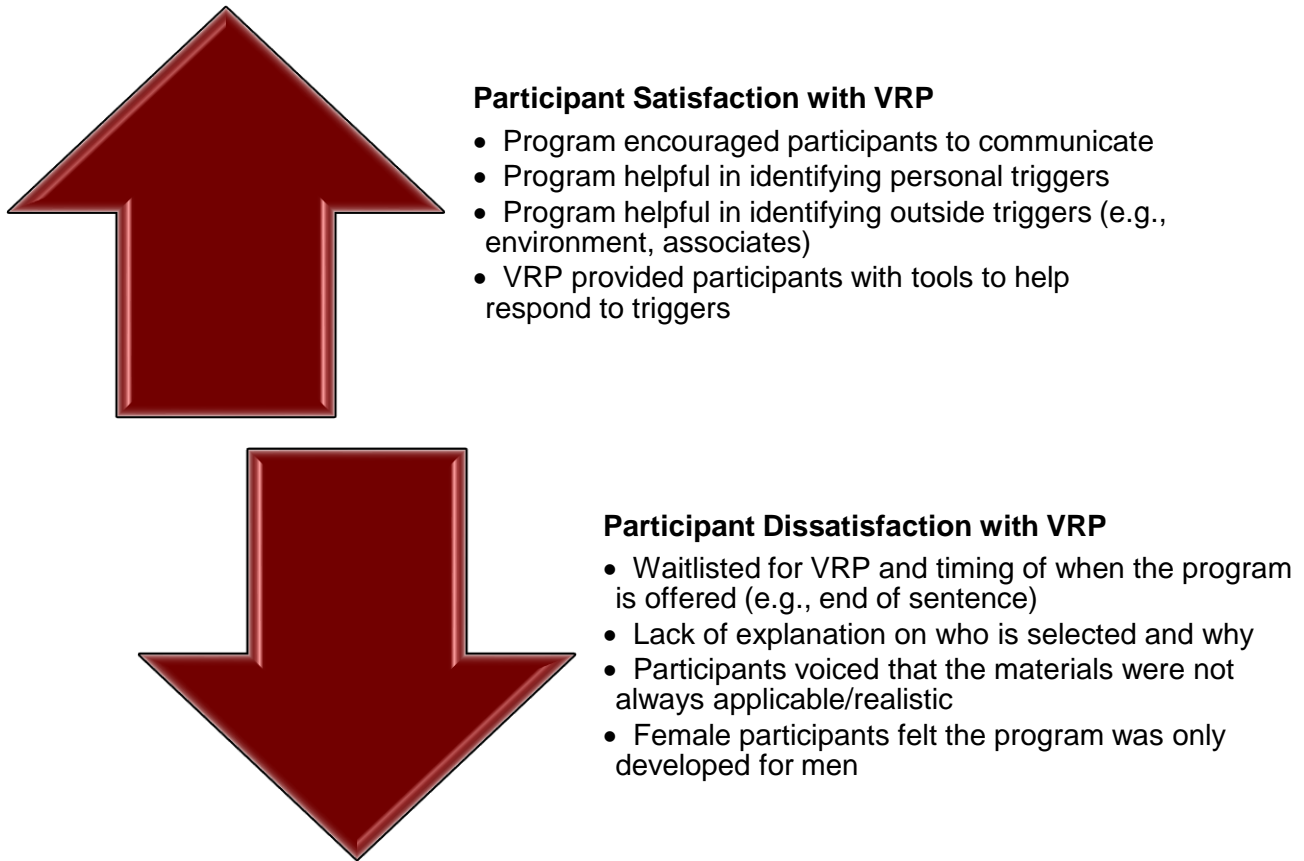 Participant Satisfaction with VRP
• Program encouraged participants to communicate
• Program helpful in identifying personal triggers
• Program helpful in identifying outside triggers (e.g.,
environment, associates)
• VRP provided participants with tools to help
respond to triggers
Participant Dissatisfaction with VRP
• Waitlisted for VRP and timing of when the program
is offered (e.g., end of sentence)
• Lack of explanation on who is selected and why
• Participants voiced that the materials were not
always applicable/realistic
• Female participants felt the program was only
developed for men